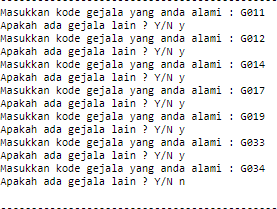 Masukkan kode gejala yang anda alami : G011
Apakah ada gejala lain ? Y/N y
Masukkan kode gejala yang anda alami : G012
Apakah ada gejala lain ? Y/N y
Masukkan kode gejala yang anda alami : G014
Apakah ada gejala lain ? Y/N y
Masukkan kode gejala yang anda alami : G017
Apakah ada gejala lain ? Y/N y
Masukkan kode gejala yang anda alami : G019
Apakah ada gejala lain ? Y/N y
Masukkan kode gejala yang anda alami : G033
Apakah ada gejala lain ? Y/N y
Masukkan kode gejala yang anda alami : G034
Apakah ada gejala lain ? Y/N n